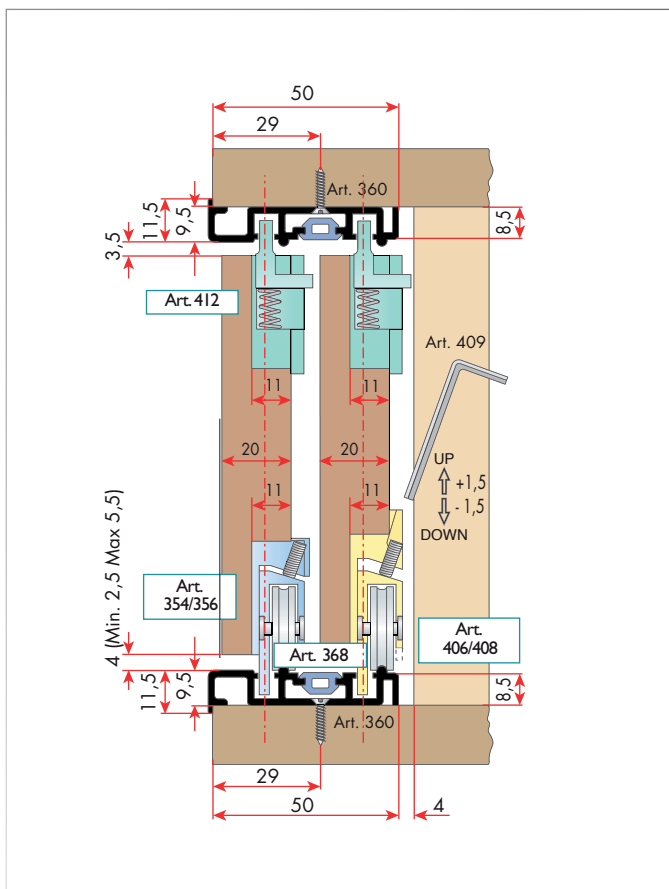 50
29
Art. 360
11,5
9,5
8,5
3,5
Art. 412
Art. 409
11
11
20
20
UP
+1,5
- 1,5
DOWN
11
11
4 (Min. 2,5 Max 5,5)
Art.
354/356
Art. 368
Art.
406/408
11,5
9,5
8,5
Art. 360
29
50
4